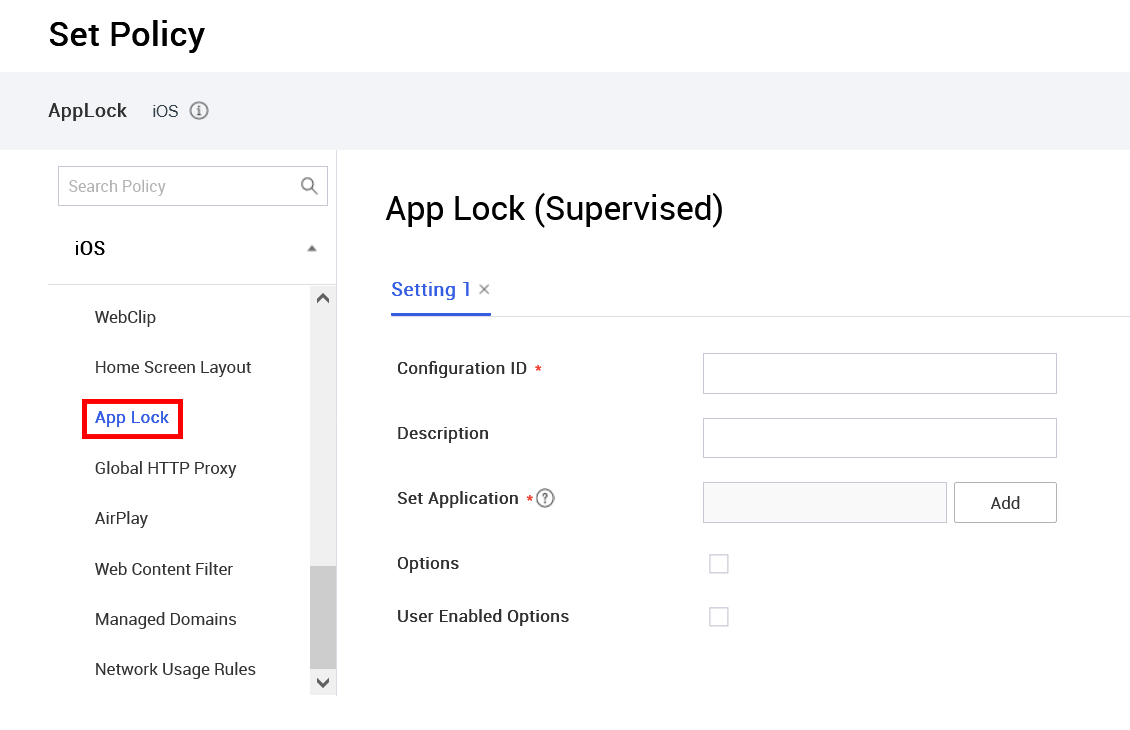 Set Policy
AppLock iOS
Search Policy
iOS
WebClip
Home Screen Layout
App Lock
Global HTTP Proxy
AirPlay
Web Content Filter
Managed Domains
Network Usage Rules
App Lock (Supervised)
Setting 1 ×
Configuration ID *
Description
Set Application * ?
Add
Options
User Enabled Options